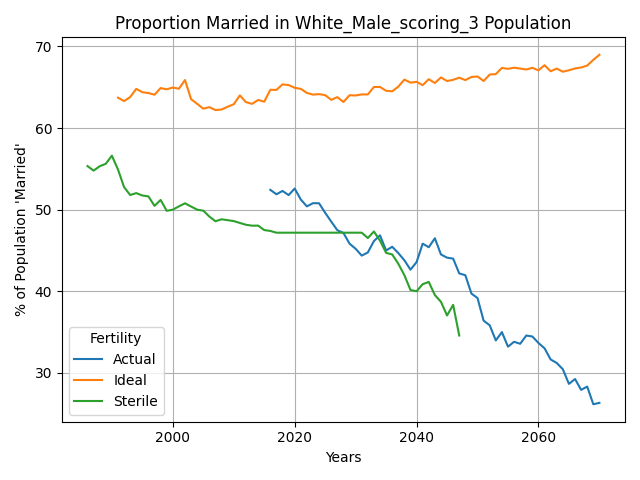 Proportion Married in White_Male_scoring_3 Population
% of Population 'Married'
70
60
50
40
30
Fertility
Actual
Ideal
Sterile
2000 2020 2040 2060
Years